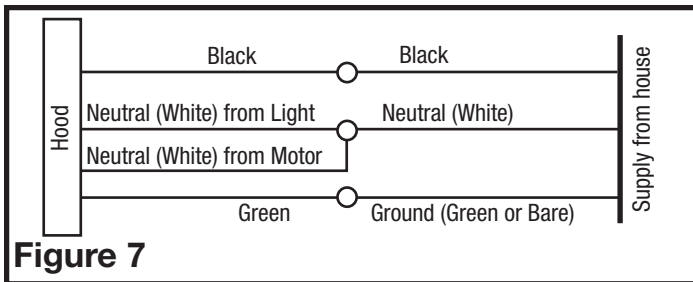 Hood
Black
Black
Neutral (White) from Light
Neutral (White)
Neutral (White) from Motor
Green
Ground (Green or Bare)
Supply from house
Figure 7